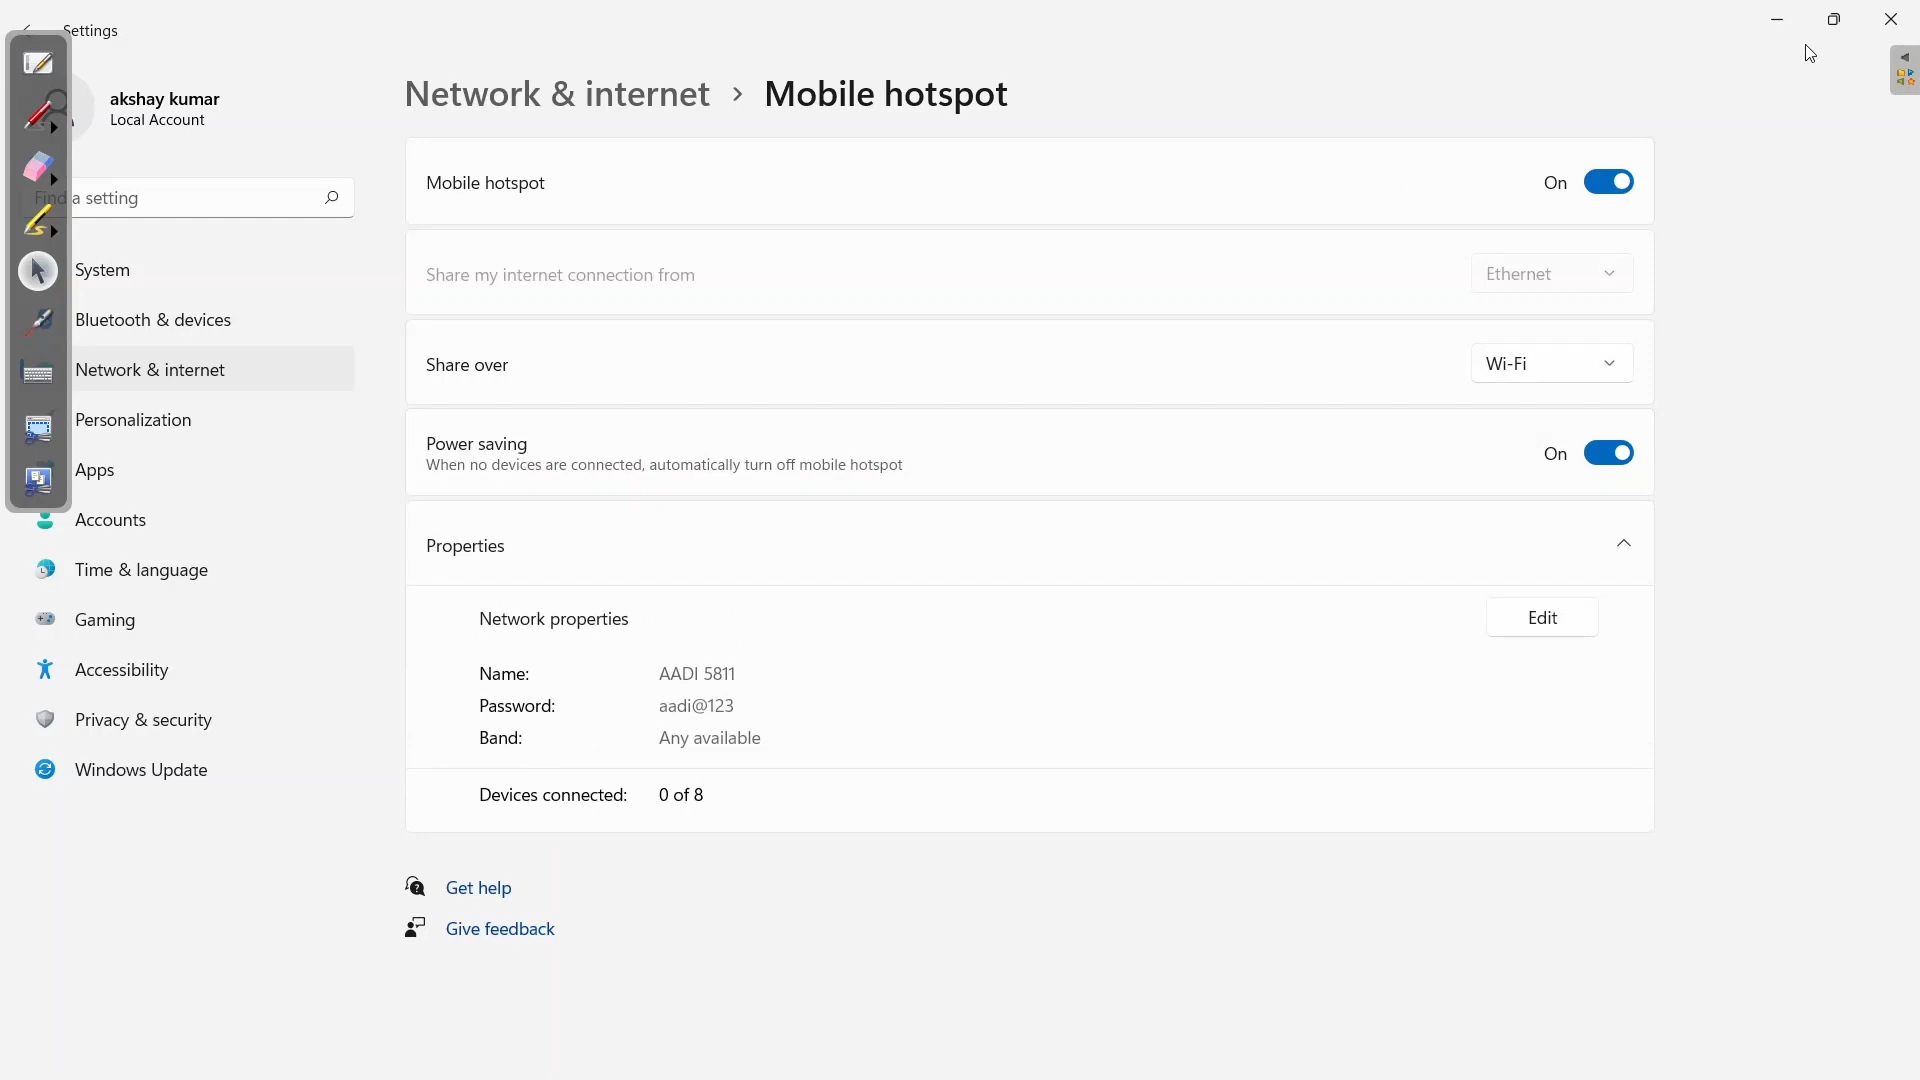 Settings
akshay kumar
Local Account
Find a setting
System
Bluetooth & devices
Network & internet
Personalization
Apps
Accounts
Time & language
Gaming
Accessibility
Privacy & security
Windows Update
Network & internet > Mobile hotspot
Mobile hotspot On
Share my internet connection from Ethernet
Share over Wi-Fi
Power saving On
When no devices are connected, automatically turn off mobile hotspot
Properties
Network properties Edit
Name: AADI 5811
Password: aadi@123
Band: Any available
Devices connected: 0 of 8
Get help
Give feedback